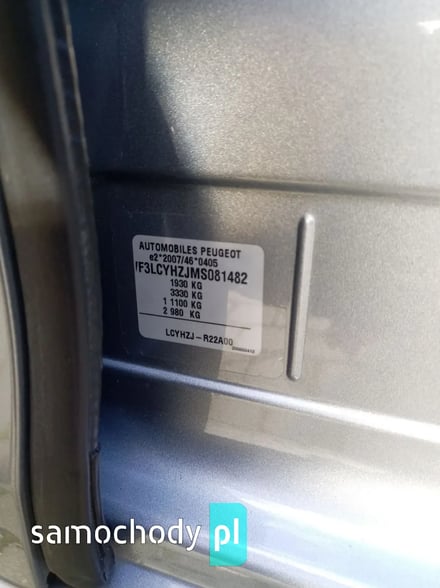 AUTOMOBILES PEUGEOT
e2*2007/46*0405
VF3LCYHZJMS081482
1930 KG
3330 KG
1 1100 KG
2 980 KG
LCYHZJ-R22A00
samochody pl